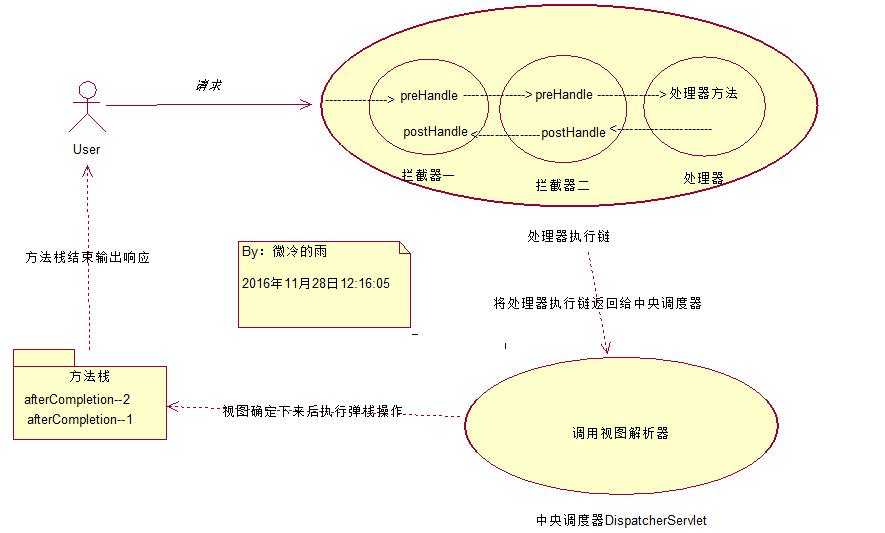 请求
preHandle
preHandle
处理器方法
postHandle
postHandle
拦截器一
拦截器二
处理器
User
处理器执行链
方法栈结束输出响应
By：微冷的雨
2016年11月28日12:16:05
将处理器执行链返回给中央调度器
方法栈
afterCompletion--2
afterCompletion--1
视图确定下来后执行弹栈操作
调用视图解析器
中央调度器DispatcherServlet